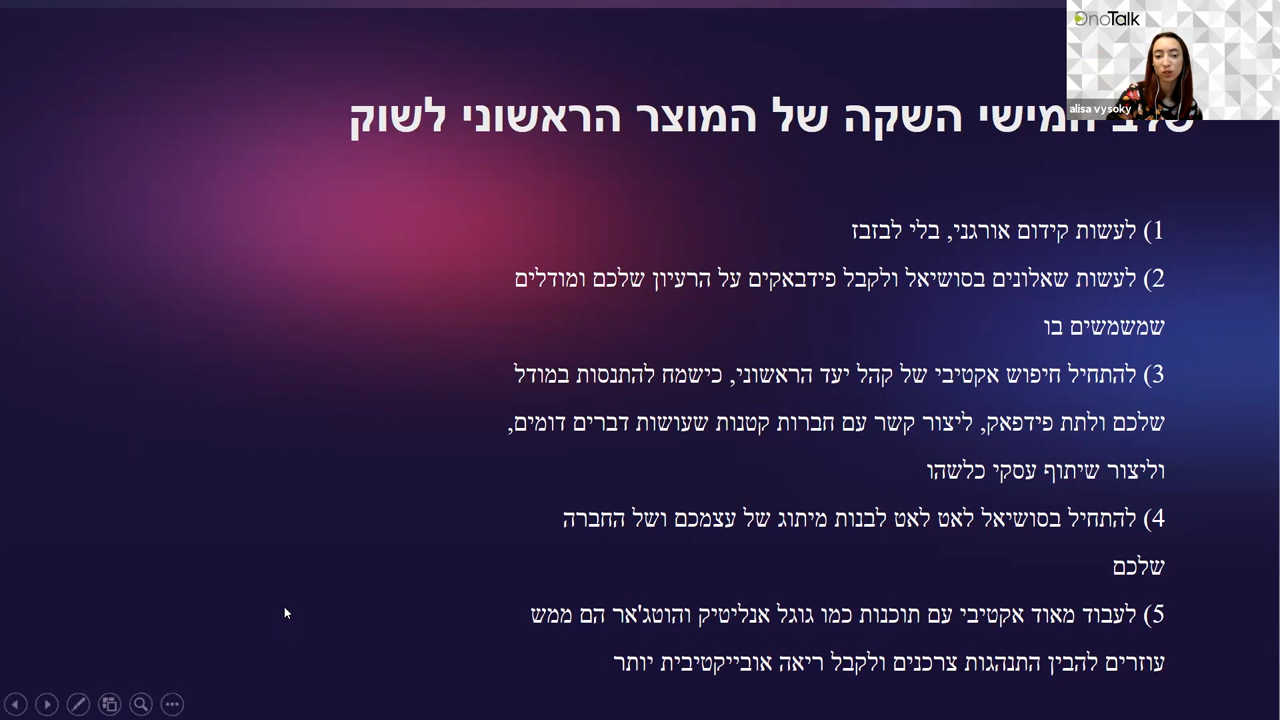 OnoTalk
alisa vysoky
השקה של המוצר הראשוני לשוק
1) לעשות קידום אורגני, בלי לבזבז
2) לעשות שאלונים בסושיאל ולקבל פידבאקים על הרעיון שלכם ומודלים
שמשמשים בו
3) להתחיל חיפוש אקטיבי של קהל יעד הראשוני, כישמח להתנסות במודל
שלכם ולתת פידפאק, ליצור קשר עם חברות קטנות שעושות דברים דומים,
וליצור שיתוף עסקי כלשהו
4) להתחיל בסושיאל לאט לאט לבנות מיתוג של עצמכם ושל החברה
שלכם
5) לעבוד מאוד אקטיבי עם תוכנות כמו גוגל אנליטיק והוטג'אר הם ממש
עוזרים להבין התנהגות צרכנים ולקבל ריאה אובייקטיבית יותר